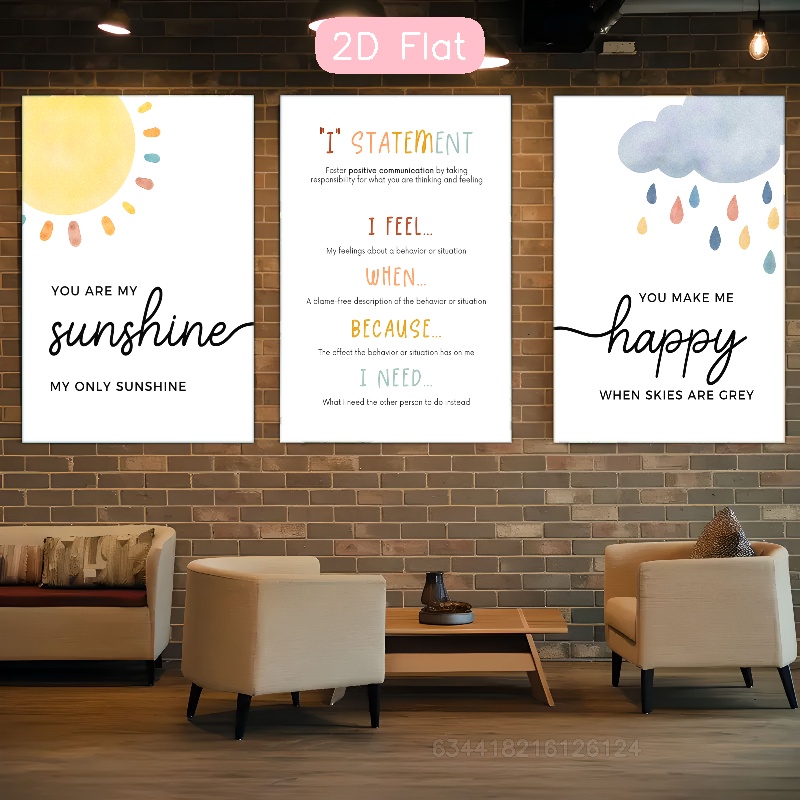 2D Flat
YOU ARE MY
sunshine
MY ONLY SUNSHINE
"I" STATEMENT
Foster positive communication by taking
responsibility for what you are thinking and feeling
I FEEL...
My feelings about a behavior or situation
WHEN...
A blame-free description of the behavior or situation
BECAUSE...
The effect the behavior or situation has on me
I NEED...
What I need the other person to do instead
YOU MAKE ME
happy
WHEN SKIES ARE GREY
634418216126124